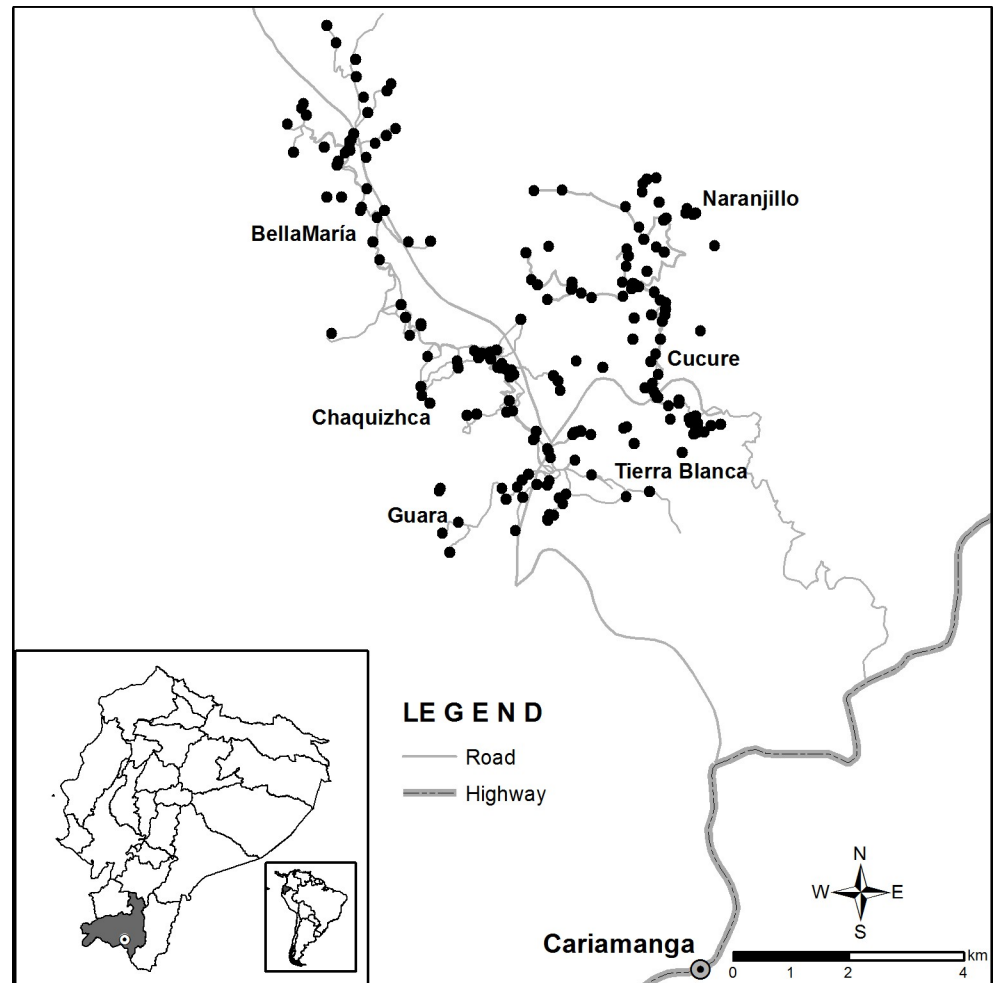 Naranjillo
BellaMaría
Cucure
Chaquizhca
Tierra Blanca
Guara
LEGEND
Road
Highway
N
W E
S
Cariamanga
km
0 1 2 4